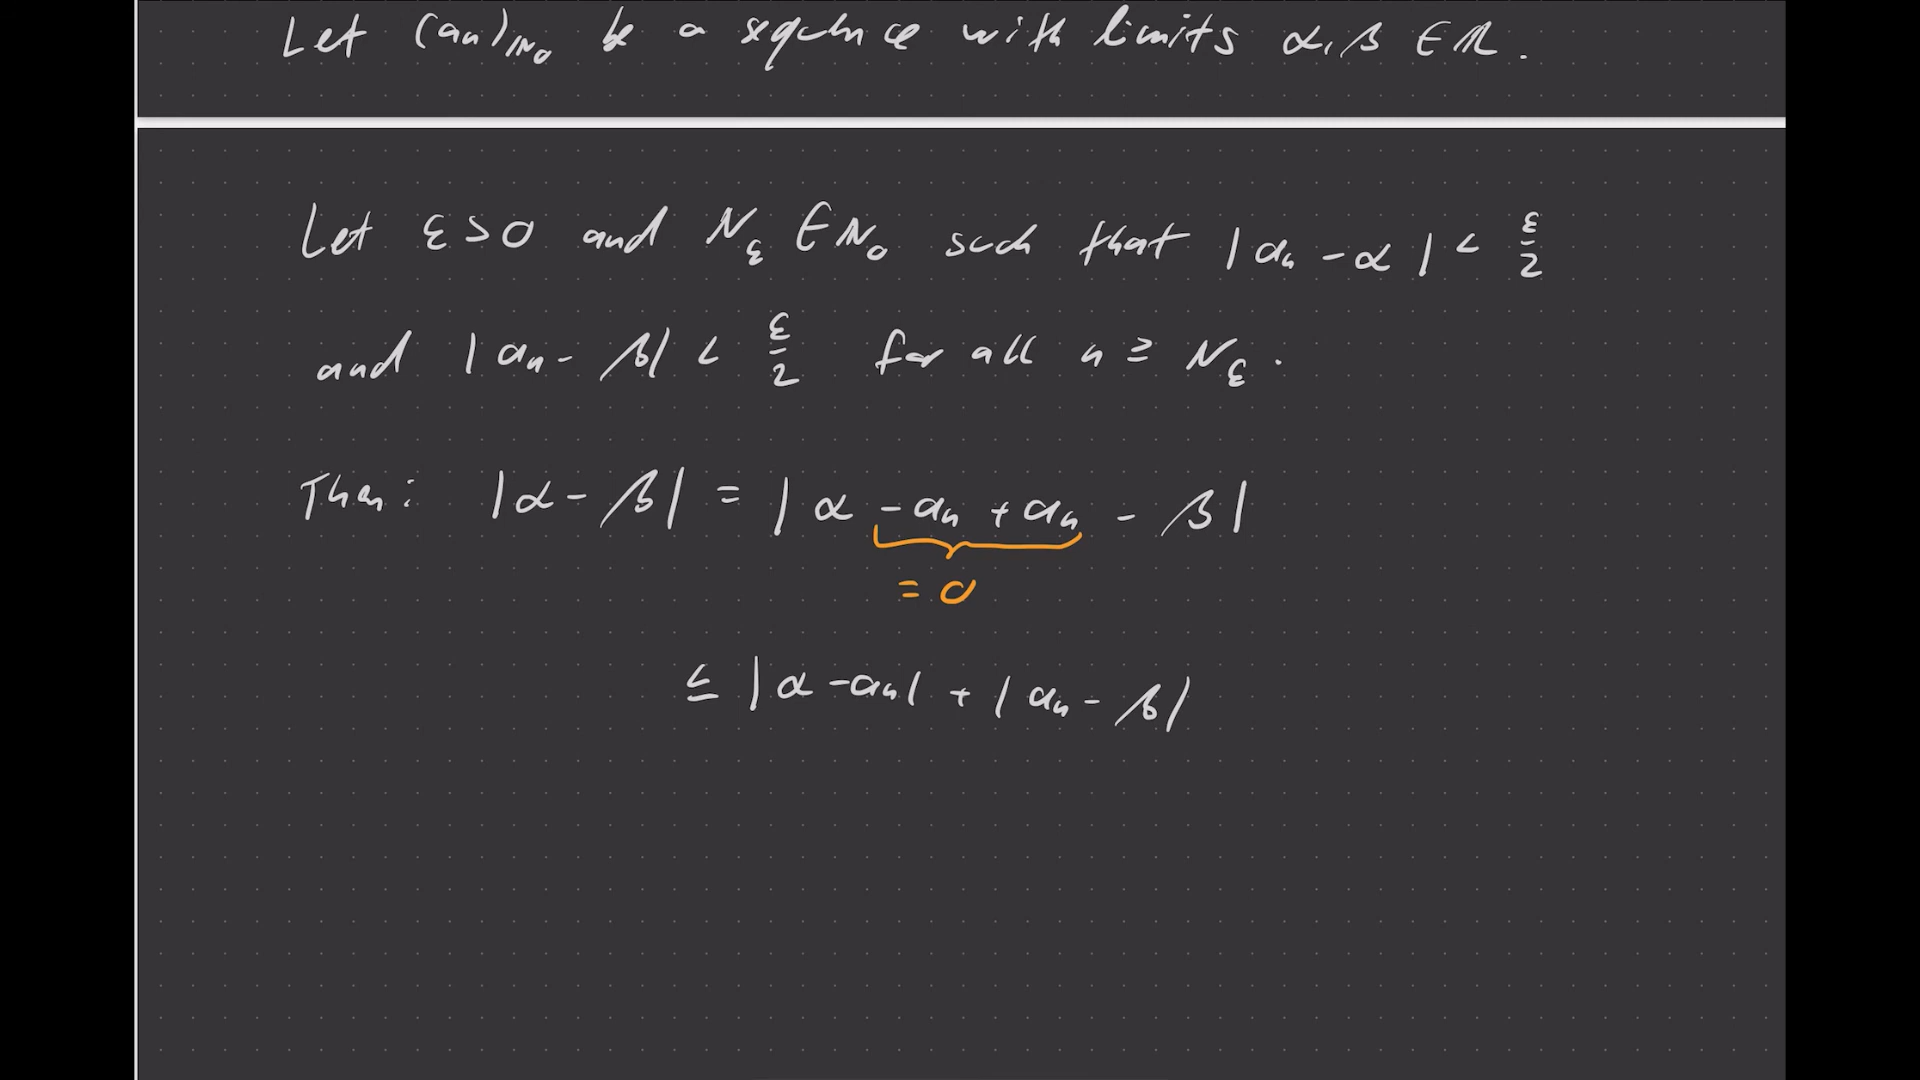 Let (an)ℕ₀ be a sequence with limits α, β ∈ ℝ.
Let ε > 0 and N_ε ∈ ℕ₀ such that |aₙ - α| < ε/2
and |aₙ - β| < ε/2 for all n ≥ N_ε.
Then: |α - β| = |α - aₙ + aₙ - β|
= 0
≤ |α - aₙ| + |aₙ - β|